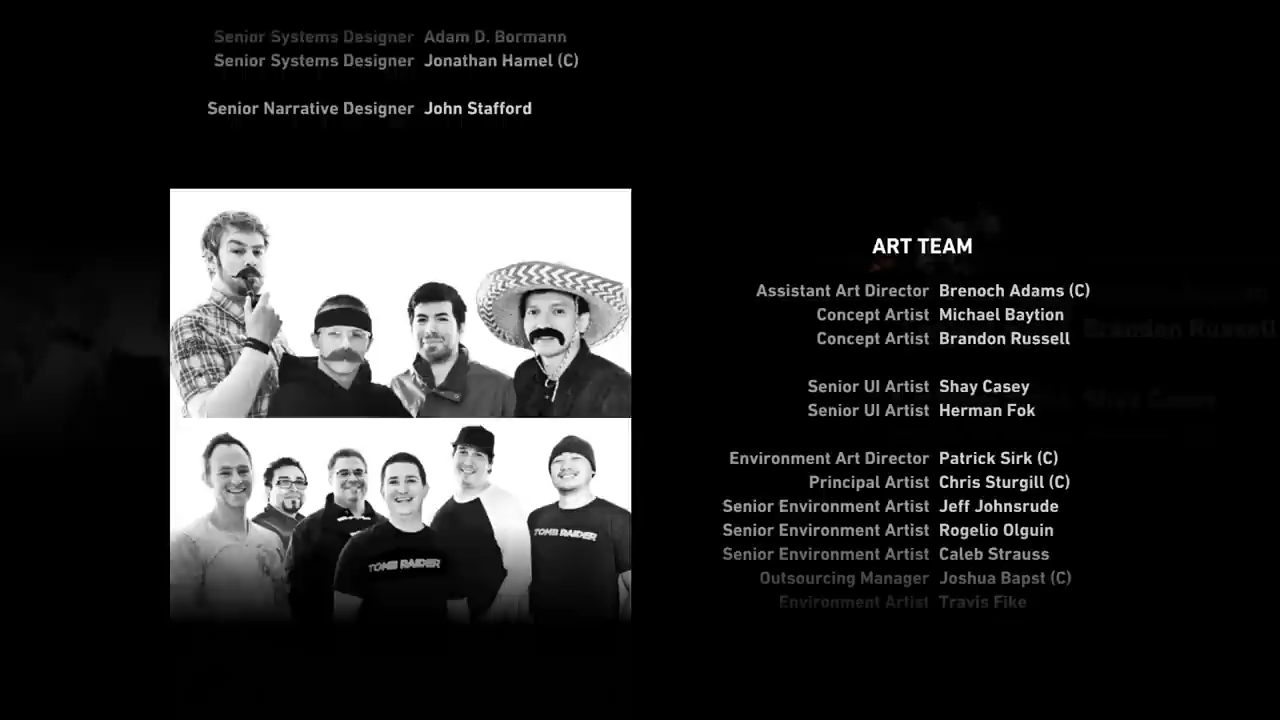 Senior Systems Designer Adam D. Bormann
Senior Systems Designer Jonathan Hamel (C)
Senior Narrative Designer John Stafford
ART TEAM
Assistant Art Director Brenoch Adams (C)
Concept Artist Michael Baytion
Concept Artist Brandon Russell
Brandon Russell
Senior UI Artist Shay Casey
Shay Casey
Senior UI Artist Herman Fok
Environment Art Director Patrick Sirk (C)
Principal Artist Chris Sturgill (C)
Senior Environment Artist Jeff Johnsrude
Senior Environment Artist Rogelio Olguin
Senior Environment Artist Caleb Strauss
Outsourcing Manager Joshua Bapst (C)
Environment Artist Travis Fike
TOMB RAIDER
TOMB RAIDER